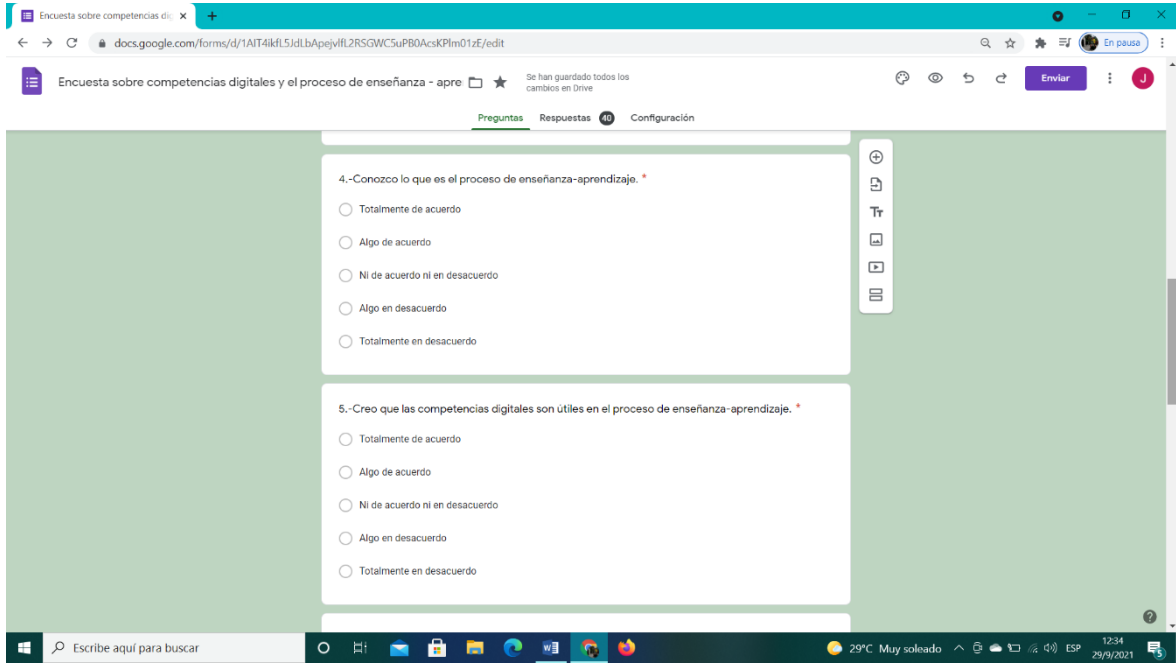 Encuesta sobre competencias dig
docs.google.com/forms/d/1AIT4ikfL5JdLbApejvlfL2RSGWC5uPB0AcsKPlm01zE/edit
En pausa
Encuesta sobre competencias digitales y el proceso de enseñanza - apre
Se han guardado todos los
cambios en Drive
Enviar
J
Preguntas Respuestas 40 Configuración
4.-Conozco lo que es el proceso de enseñanza-aprendizaje. *
Totalmente de acuerdo
Algo de acuerdo
Ni de acuerdo ni en desacuerdo
Algo en desacuerdo
Totalmente en desacuerdo
5.-Creo que las competencias digitales son útiles en el proceso de enseñanza-aprendizaje. *
Totalmente de acuerdo
Algo de acuerdo
Ni de acuerdo ni en desacuerdo
Algo en desacuerdo
Totalmente en desacuerdo
Escribe aquí para buscar
29°C Muy soleado
ESP
12:34
29/9/2021
5